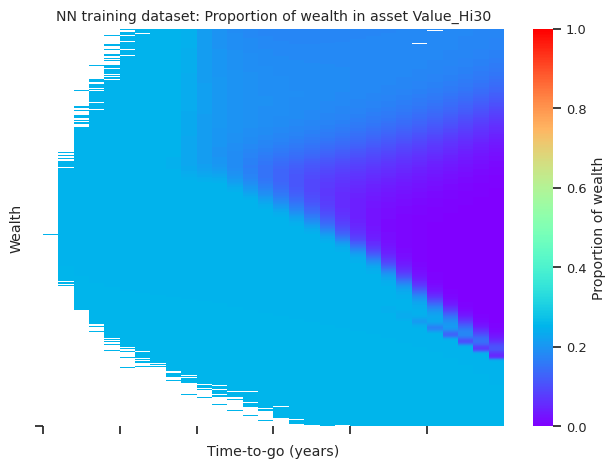 NN training dataset: Proportion of wealth in asset Value_Hi30
1.0
0.8
0.6
0.4
0.2
0.0
Proportion of wealth
Wealth
Time-to-go (years)